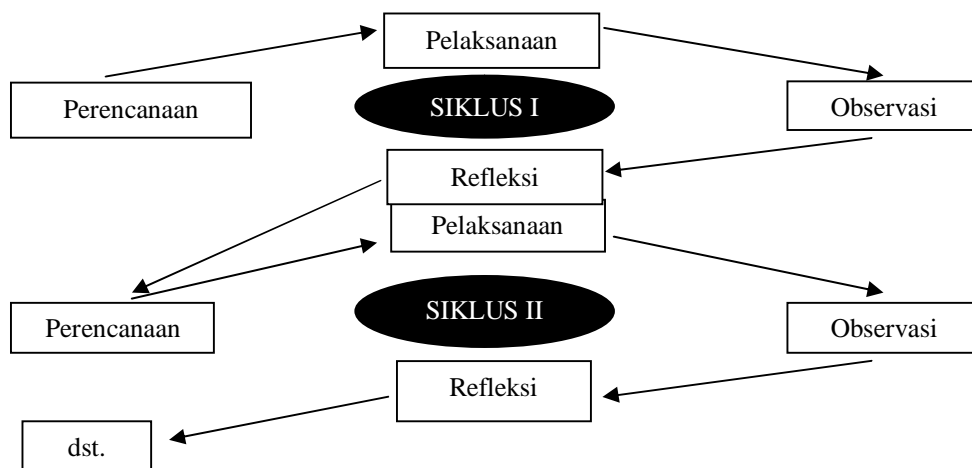 Pelaksanaan
Perencanaan
SIKLUS I
Observasi
Refleksi
Pelaksanaan
Perencanaan
SIKLUS II
Observasi
Refleksi
dst.